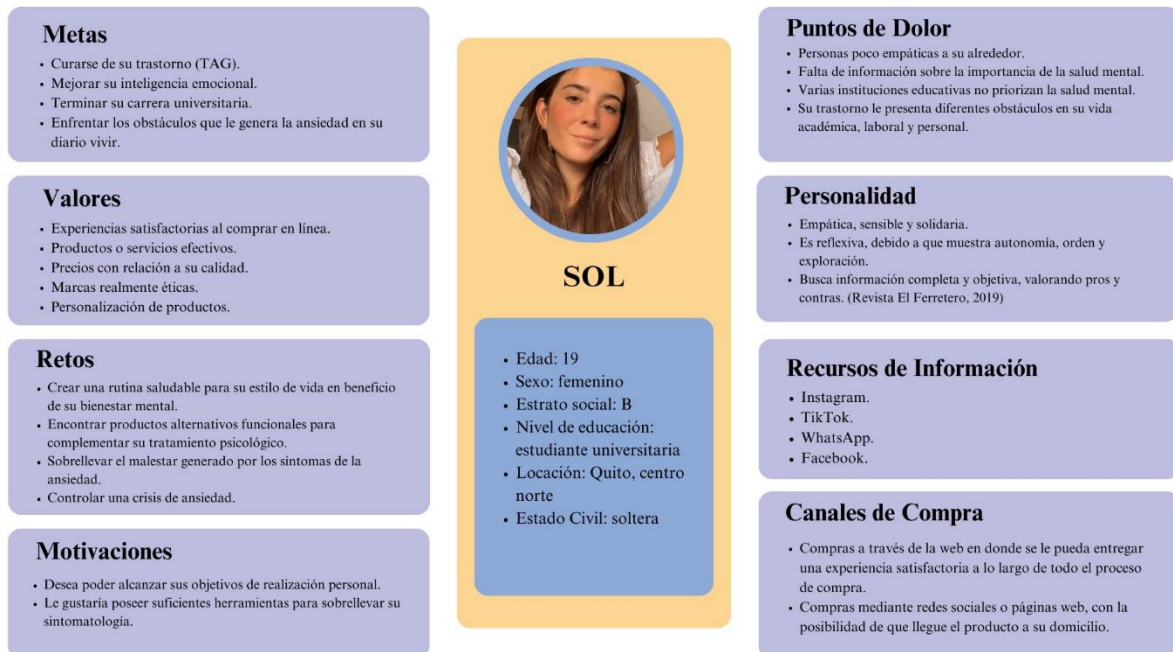 Metas
• Curarse de su trastorno (TAG).
• Mejorar su inteligencia emocional.
• Terminar su carrera universitaria.
• Enfrentar los obstáculos que le genera la ansiedad en su
diario vivir.
Valores
• Experiencias satisfactorias al comprar en línea.
• Productos o servicios efectivos.
• Precios con relación a su calidad.
• Marcas realmente éticas.
• Personalización de productos.
Retos
• Crear una rutina saludable para su estilo de vida en beneficio
de su bienestar mental.
• Encontrar productos alternativos funcionales para
complementar su tratamiento psicológico.
• Sobrellevar el malestar generado por los síntomas de la
ansiedad.
• Controlar una crisis de ansiedad.
Motivaciones
• Desea poder alcanzar sus objetivos de realización personal.
• Le gustaría poseer suficientes herramientas para sobrellevar su
sintomatología.
SOL
• Edad: 19
• Sexo: femenino
• Estrato social: B
• Nivel de educación:
estudiante universitaria
• Locación: Quito, centro
norte
• Estado Civil: soltera
Puntos de Dolor
• Personas poco empáticas a su alrededor.
• Falta de información sobre la importancia de la salud mental.
• Varias instituciones educativas no priorizan la salud mental.
• Su trastorno le presenta diferentes obstáculos en su vida
académica, laboral y personal.
Personalidad
• Empática, sensible y solidaria.
• Es reflexiva, debido a que muestra autonomía, orden y
exploración.
• Busca información completa y objetiva, valorando pros y
contras. (Revista El Ferretero, 2019)
Recursos de Información
• Instagram.
• TikTok.
• WhatsApp.
• Facebook.
Canales de Compra
• Compras a través de la web en donde se le pueda entregar
una experiencia satisfactoria a lo largo de todo el proceso
de compra.
• Compras mediante redes sociales o páginas web, con la
posibilidad de que llegue el producto a su domicilio.